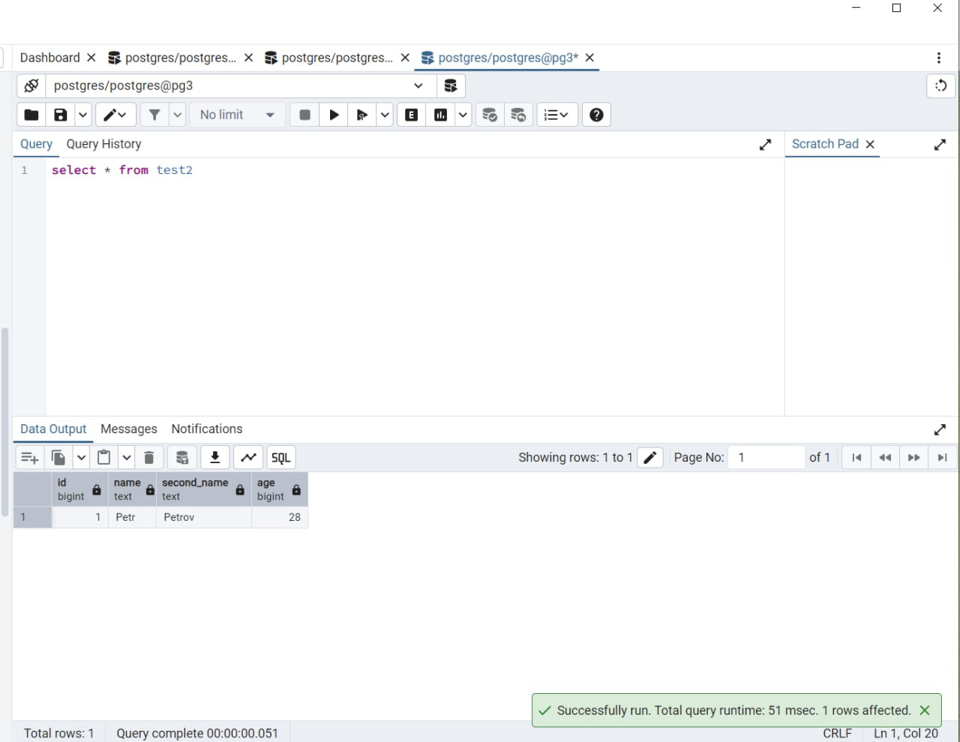 Dashboard postgres/postgres... postgres/postgres... postgres/postgres@pg3*
postgres/postgres@pg3
No limit E
Query Query History Scratch Pad
1 select * from test2
Data Output Messages Notifications
SQL Showing rows: 1 to 1 Page No: 1 of 1
id name second_name age
bigint text text bigint
1 1 Petr Petrov 28
Successfully run. Total query runtime: 51 msec. 1 rows affected.
Total rows: 1 Query complete 00:00:00.051 CRLF Ln 1, Col 20